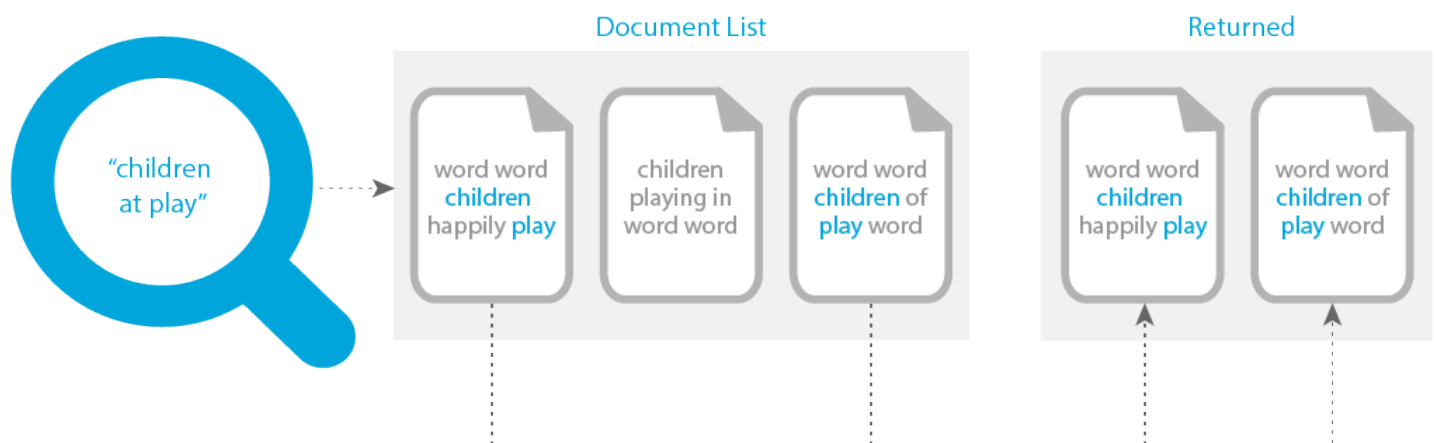 Document List
Returned
“children
at play”
word word
children
happily play
children
playing in
word word
word word
children of
play word
word word
children
happily play
word word
children of
play word